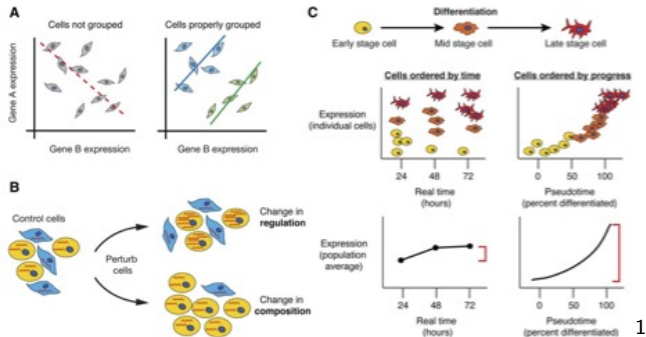 A
Cells not grouped
Cells properly grouped
Gene A expression
Gene B expression
Gene B expression
B
Control cells
Perturb
cells
Change in
regulation
Change in
composition
C
Differentiation
Early stage cell
Mid stage cell
Late stage cell
Cells ordered by time
Cells ordered by progress
Expression
(individual cells)
24
48
72
Real time
(hours)
0
50
100
Pseudotime
(percent differentiated)
Expression
(population
average)
24
48
72
Real time
(hours)
0
50
100
Pseudotime
(percent differentiated)
1